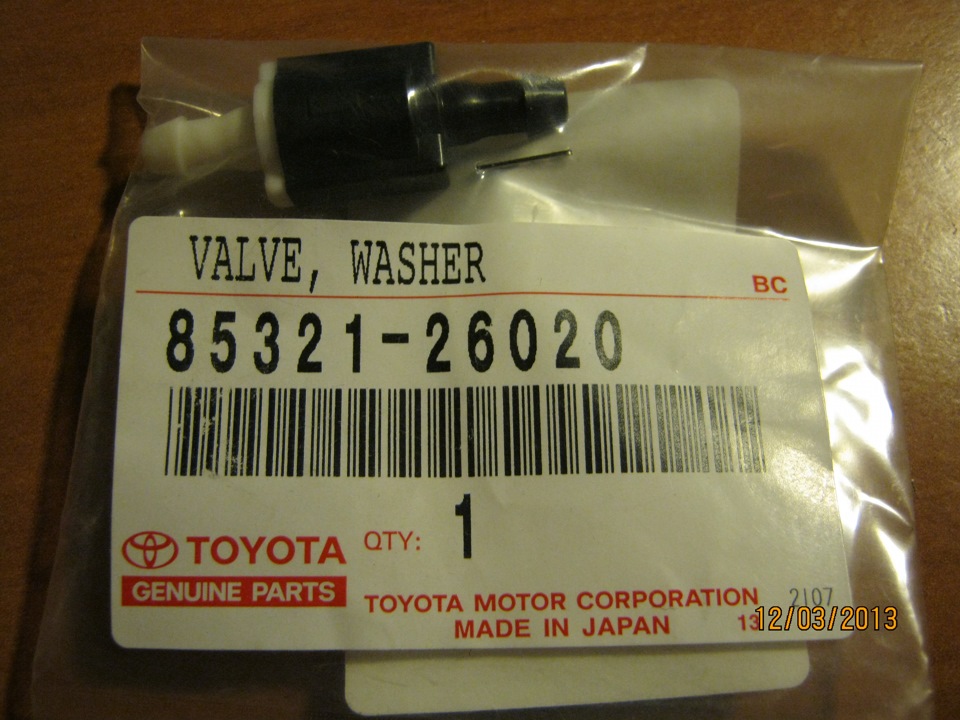 VALVE, WASHER
BC
85321-26020
QTY: 1
TOYOTA
GENUINE PARTS
TOYOTA MOTOR CORPORATION
MADE IN JAPAN
2107
13
12/03/2013